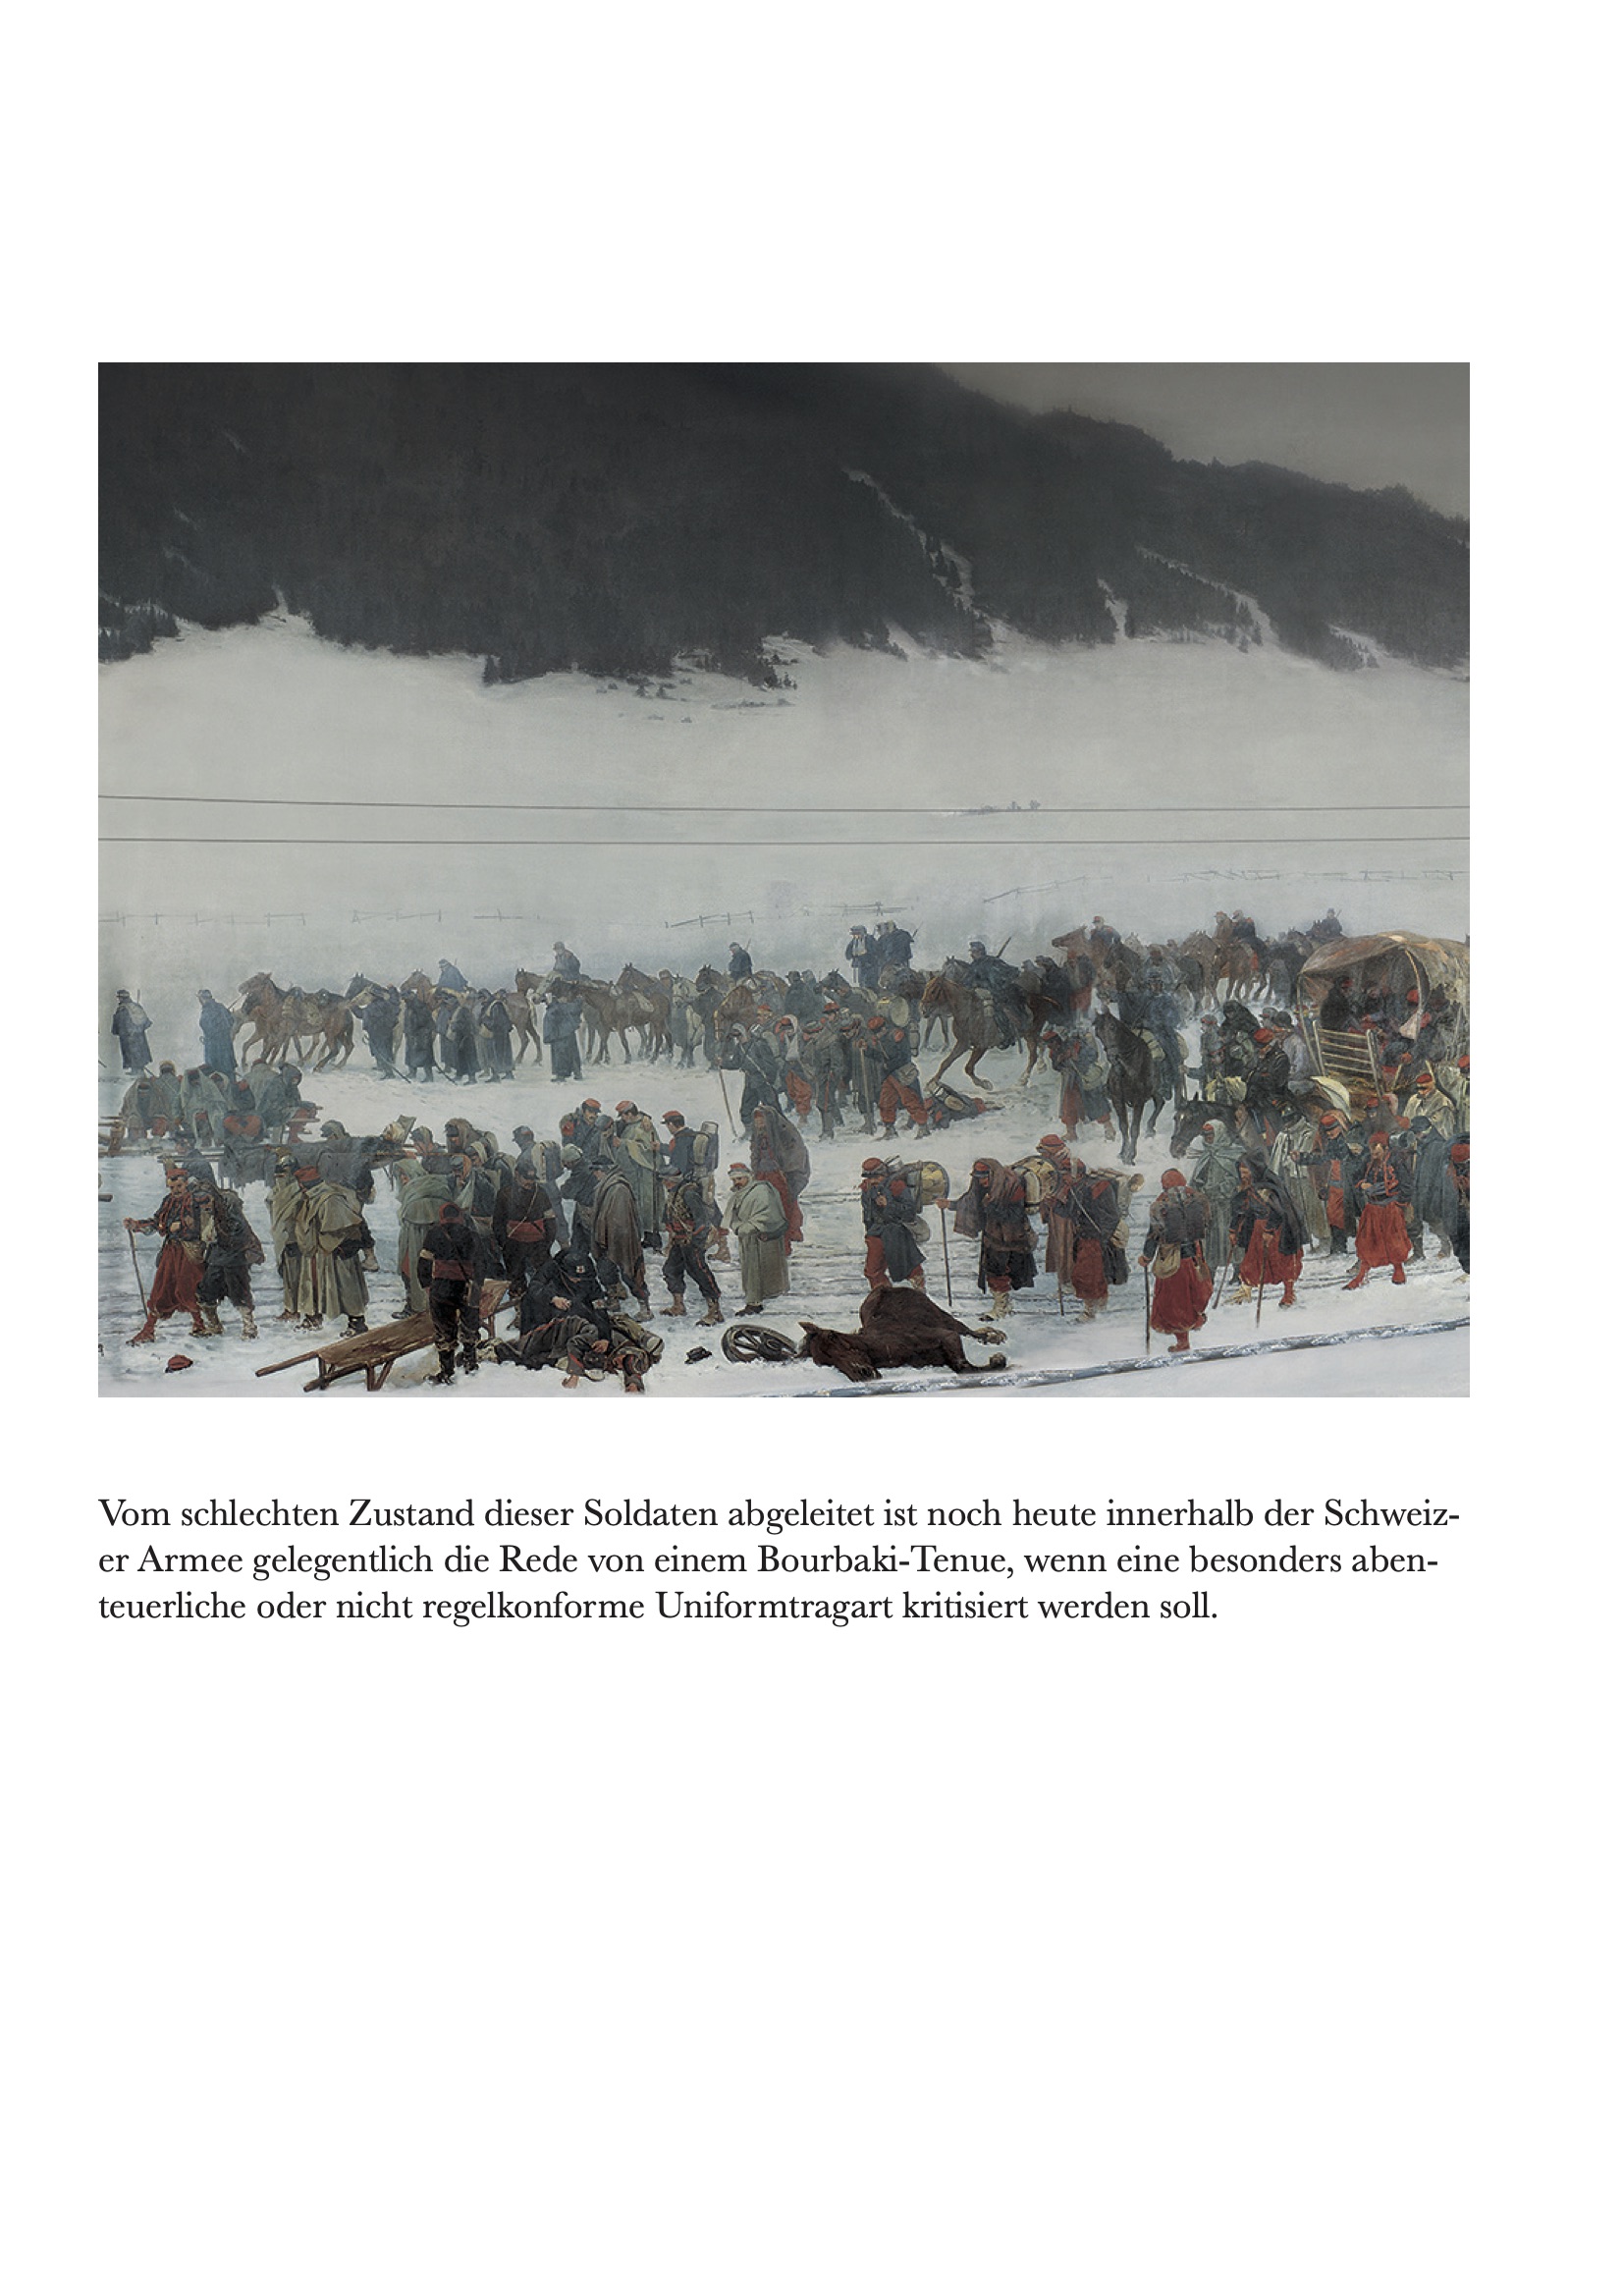 Vom schlechten Zustand dieser Soldaten abgeleitet ist noch heute innerhalb der Schweiz-
er Armee gelegentlich die Rede von einem Bourbaki-Tenue, wenn eine besonders aben-
teuerliche oder nicht regelkonforme Uniformtragart kritisiert werden soll.